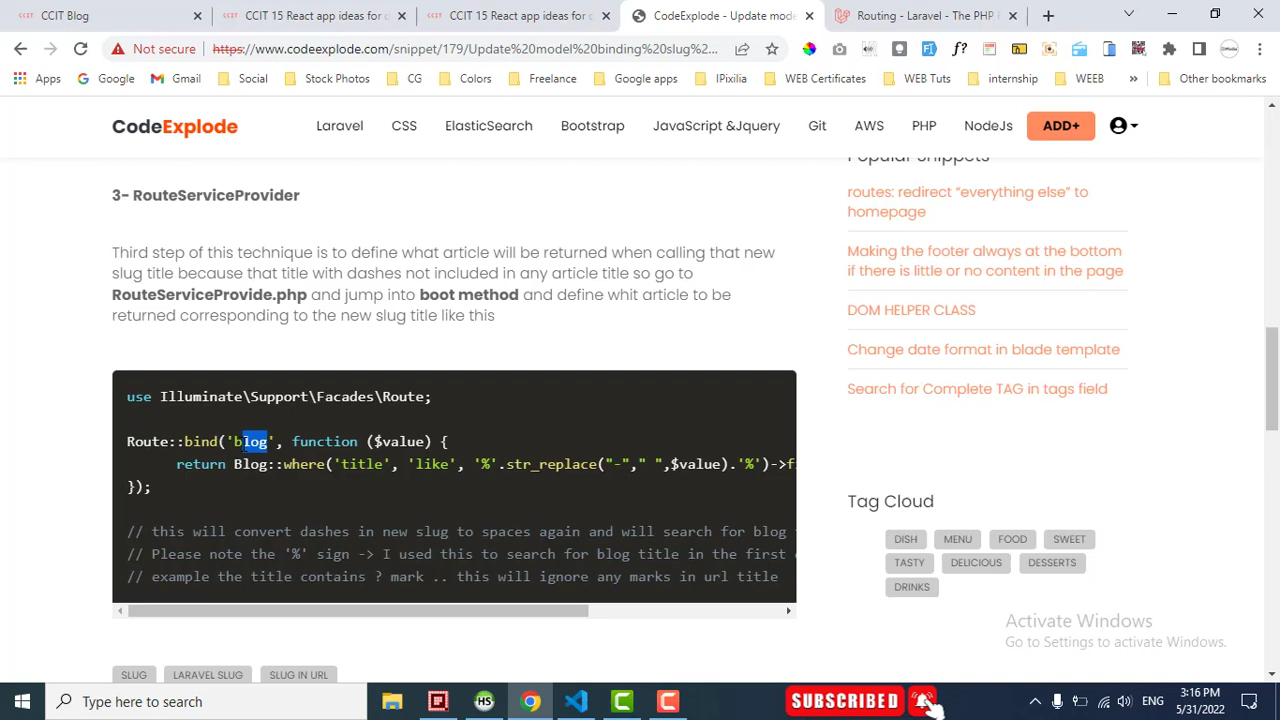 CCIT Blog
CCIT 15 React app ideas for c
CCIT 15 React app ideas for c
CodeExplode - Update mode
Routing - Laravel - The PHP F
Not secure
https://www.codeexplode.com/snippet/179/Update%20model%20binding%20slug%2...
Apps
Google
Gmail
Social
Stock Photos
CG
Colors
Freelance
Google apps
IPixilia
WEB Certificates
WEB Tuts
internship
WEEB
»
Other bookmarks
CodeExplode
Laravel
CSS
ElasticSearch
Bootstrap
JavaScript &Jquery
Git
AWS
PHP
NodeJs
ADD+
3- RouteServiceProvider
Third step of this technique is to define what article will be returned when calling that new
slug title because that title with dashes not included in any article title so go to
RouteServiceProvide.php and jump into boot method and define whit article to be
returned corresponding to the new slug title like this
use Illuminate\Support\Facades\Route;
Route::bind('blog', function ($value) {
return Blog::where('title', 'like', '%'.str_replace("-"," ",$value).'%')->fi
});
// this will convert dashes in new slug to spaces again and will search for blog
// Please note the '%' sign -> I used this to search for blog title in the first
// example the title contains ? mark .. this will ignore any marks in url title
SLUG
LARAVEL SLUG
SLUG IN URL
Popular Snippets
routes: redirect “everything else” to
homepage
Making the footer always at the bottom
if there is little or no content in the page
DOM HELPER CLASS
Change date format in blade template
Search for Complete TAG in tags field
Tag Cloud
DISH
MENU
FOOD
SWEET
TASTY
DELICIOUS
DESSERTS
DRINKS
Activate Windows
Go to Settings to activate Windows.
Type here to search
SUBSCRIBED
ENG
3:16 PM
5/31/2022